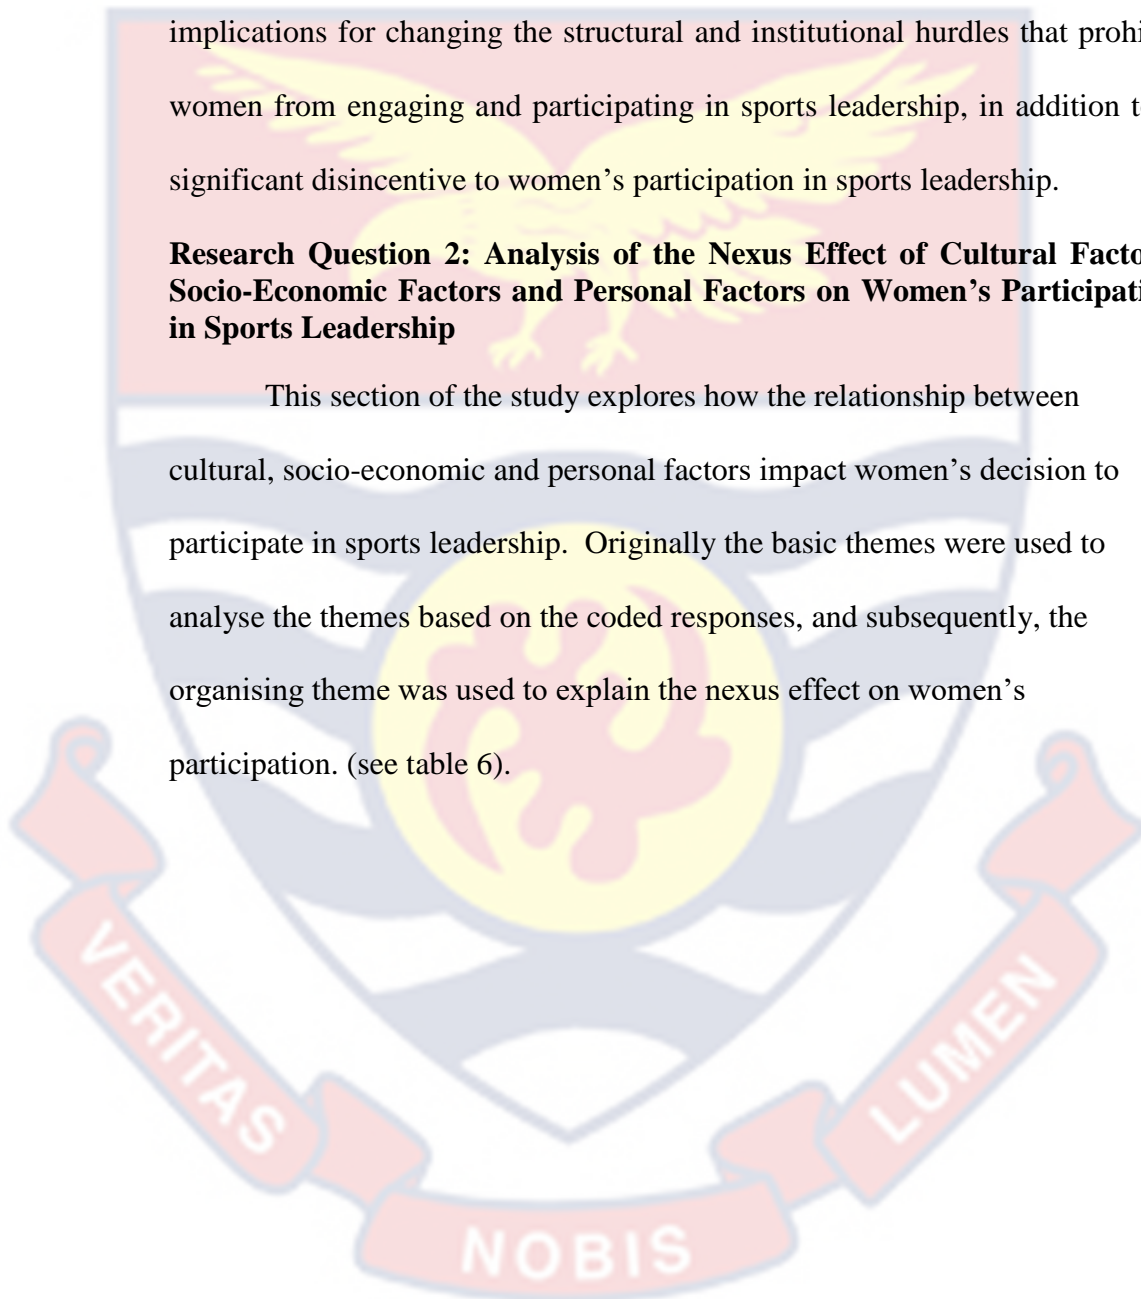 implications for changing the structural and institutional hurdles that prohi
women from engaging and participating in sports leadership, in addition t
significant disincentive to women's participation in sports leadership.
Research Question 2: Analysis of the Nexus Effect of Cultural Facto
Socio-Economic Factors and Personal Factors on Women's Participati
in Sports Leadership
This section of the study explores how the relationship between
cultural, socio-economic and personal factors impact women's decision to
participate in sports leadership. Originally the basic themes were used to
analyse the themes based on the coded responses, and subsequently, the
organising theme was used to explain the nexus effect on women's
participation. (see table 6).
VERITAS
NOBIS
LUMEN